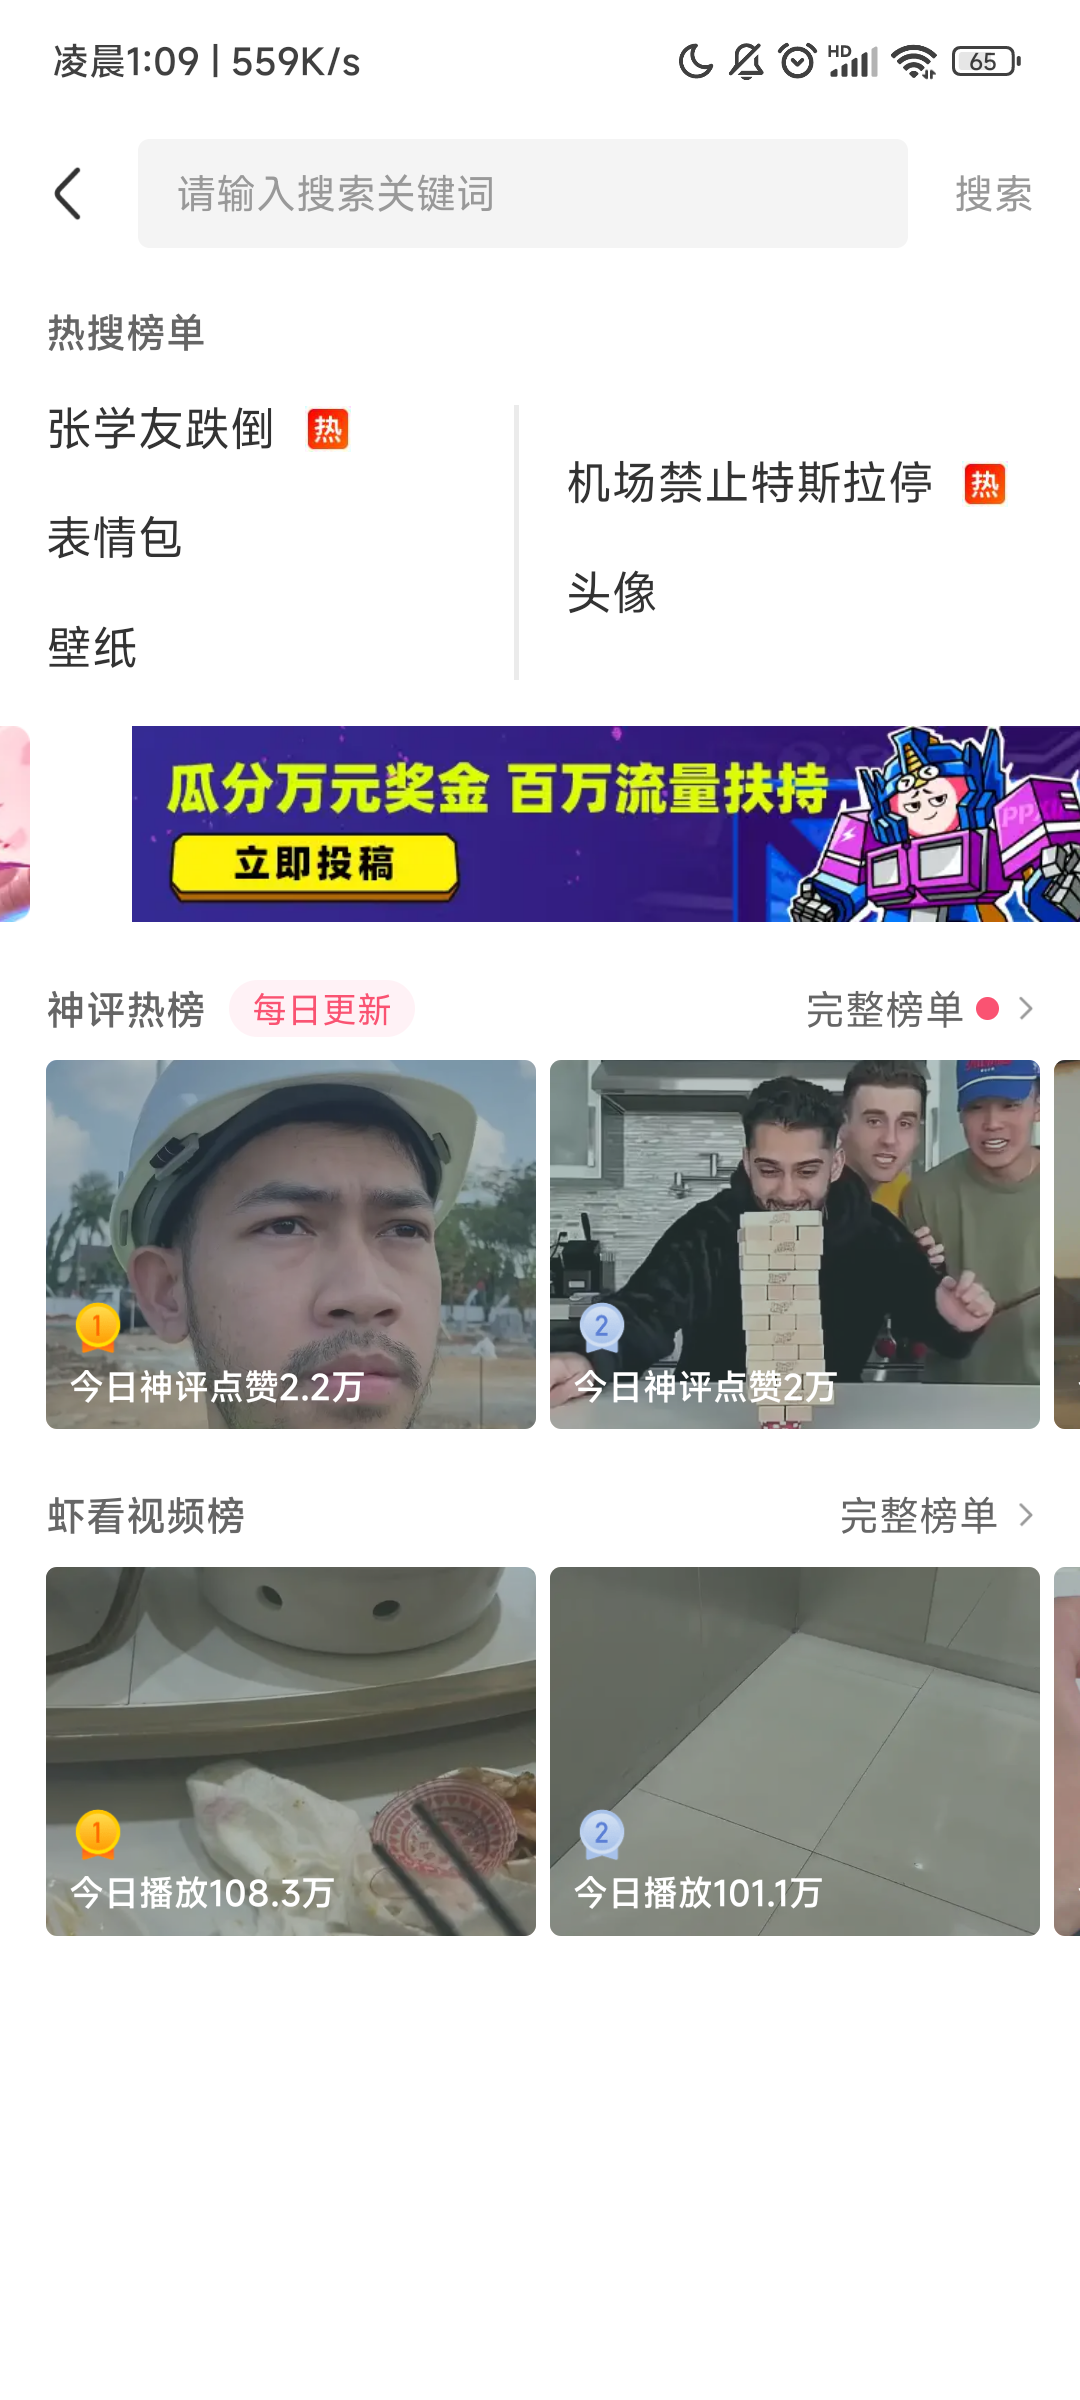 凌晨1:09 | 559K/s
HD
65
请输入搜索关键词
搜索
热搜榜单
张学友跌倒 热
表情包
壁纸
机场禁止特斯拉停 热
头像
瓜分万元奖金 百万流量扶持
立即投稿
神评热榜 每日更新
完整榜单
1
今日神评点赞2.2万
2
今日神评点赞2万
虾看视频榜
完整榜单
1
今日播放108.3万
2
今日播放101.1万